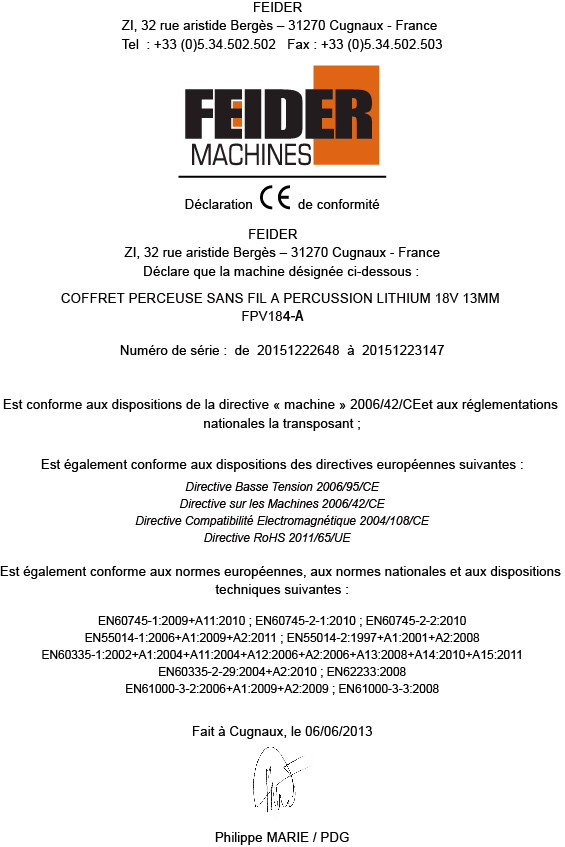 FEIDER
ZI, 32 rue aristide Bergès – 31270 Cugnaux - France
Tel : +33 (0)5.34.502.502 Fax : +33 (0)5.34.502.503
FEIDER
MACHINES
Déclaration CE de conformité
FEIDER
ZI, 32 rue aristide Bergès – 31270 Cugnaux - France
Déclare que la machine désignée ci-dessous :
COFFRET PERCEUSE SANS FIL A PERCUSSION LITHIUM 18V 13MM
FPV184-A
Numéro de série : de 20151222648 à 20151223147
Est conforme aux dispositions de la directive « machine » 2006/42/CEet aux réglementations
nationales la transposant ;
Est également conforme aux dispositions des directives européennes suivantes :
Directive Basse Tension 2006/95/CE
Directive sur les Machines 2006/42/CE
Directive Compatibilité Electromagnétique 2004/108/CE
Directive RoHS 2011/65/UE
Est également conforme aux normes européennes, aux normes nationales et aux dispositions
techniques suivantes :
EN60745-1:2009+A11:2010 ; EN60745-2-1:2010 ; EN60745-2-2:2010
EN55014-1:2006+A1:2009+A2:2011 ; EN55014-2:1997+A1:2001+A2:2008
EN60335-1:2002+A1:2004+A11:2004+A12:2006+A2:2006+A13:2008+A14:2010+A15:2011
EN60335-2-29:2004+A2:2010 ; EN62233:2008
EN61000-3-2:2006+A1:2009+A2:2009 ; EN61000-3-3:2008
Fait à Cugnaux, le 06/06/2013
Philippe MARIE / PDG